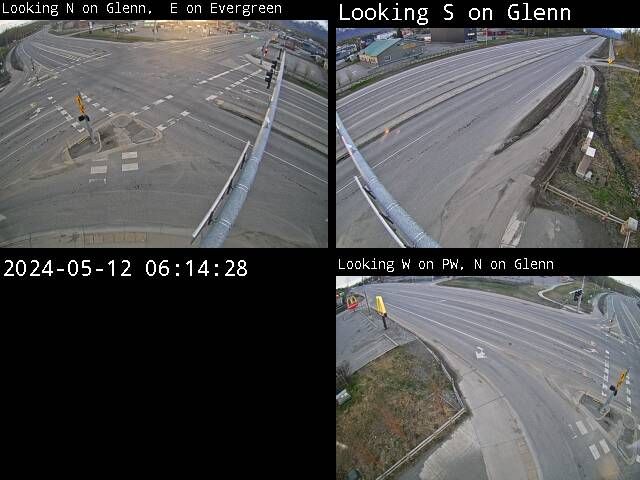 Looking N on Glenn, E on Evergreen
Looking S on Glenn
2024-05-12 06:14:28
Looking W on PW, N on Glenn